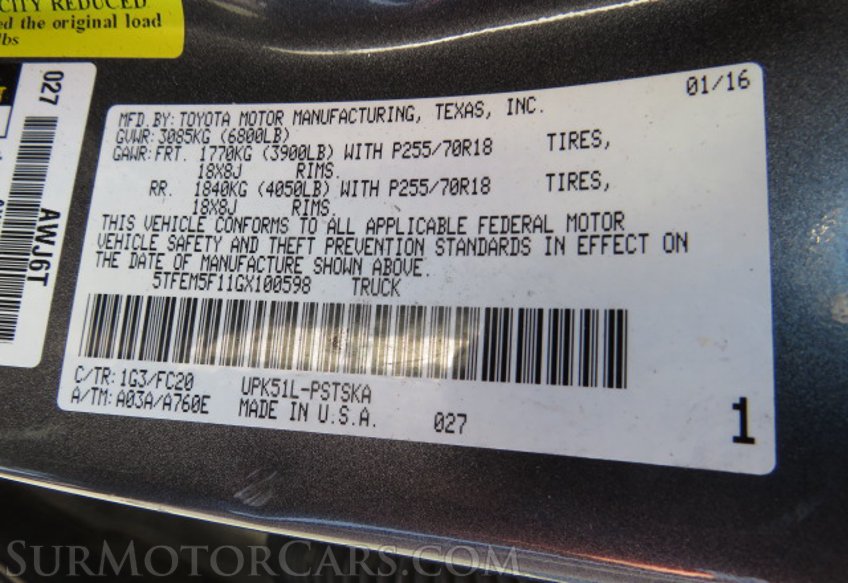 CITY REDUCED
the original load
lbs
027
AWJ6T
01/16
MFD.BY: TOYOTA MOTOR MANUFACTURING, TEXAS, INC.
GVWR: 3085KG (6800LB)
GAWR: FRT. 1770KG (3900LB) WITH P255/70R18 TIRES,
18X8J RIMS.
RR. 1840KG (4050LB) WITH P255/70R18 TIRES,
18X8J RIMS.
THIS VEHICLE CONFORMS TO ALL APPLICABLE FEDERAL MOTOR
VEHICLE SAFETY AND THEFT PREVENTION STANDARDS IN EFFECT ON
THE DATE OF MANUFACTURE SHOWN ABOVE.
5TFEM5F11GX100598 TRUCK
C/TR: 1G3/FC20 UPK51L-PSTSKA
A/TM: A03A/A760E MADE IN U.S.A. 027
1
SurMotorCars.com